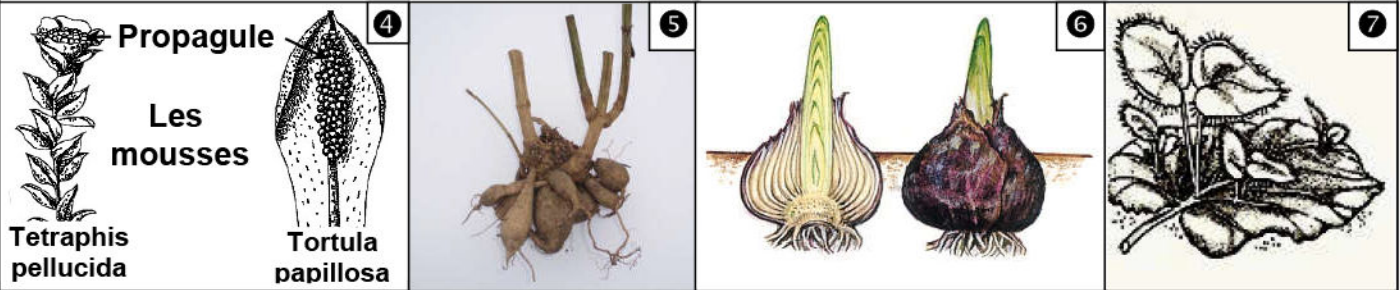 ❹
Propagule
Les
mousses
Tetraphis
pellucida
Tortula
papillosa
❺
❻
❼